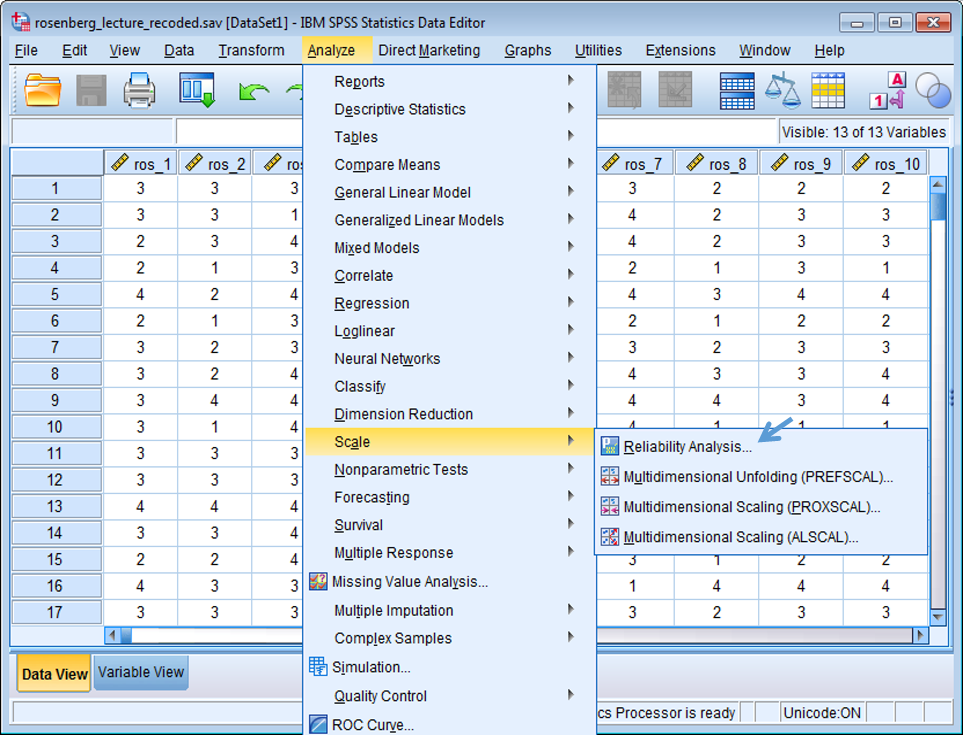 rosenberg_lecture_recoded.sav [DataSet1] - IBM SPSS Statistics Data Editor
File Edit View Data Transform Analyze Direct Marketing Graphs Utilities Extensions Window Help
A
1
Visible: 13 of 13 Variables
ros_1 ros_2 ros ros_7 ros_8 ros_9 ros_10
1 3 3 3 3 2 2 2
2 3 3 1 4 2 3 3
3 2 3 4 4 2 3 3
4 2 1 3 2 1 3 1
5 4 2 4 4 3 4 4
6 2 1 3 2 1 2 2
7 3 2 3 3 2 3 3
8 3 2 4 4 3 3 4
9 3 4 4 4 4 3 4
10 3 1 4 4 1 1 1
11 3 3 3
12 3 3 3
13 4 4 4
14 3 3 4
15 2 2 4 3 1 2 2
16 4 3 3 1 4 4 4
17 3 3 3 3 2 3 3
Reports
Descriptive Statistics
Tables
Compare Means
General Linear Model
Generalized Linear Models
Mixed Models
Correlate
Regression
Loglinear
Neural Networks
Classify
Dimension Reduction
Scale
Nonparametric Tests
Forecasting
Survival
Multiple Response
Missing Value Analysis...
Multiple Imputation
Complex Samples
Simulation...
Quality Control
ROC Curve...
Reliability Analysis...
Multidimensional Unfolding (PREFSCAL)...
Multidimensional Scaling (PROXSCAL)...
Multidimensional Scaling (ALSCAL)...
Data View Variable View
cs Processor is ready Unicode:ON